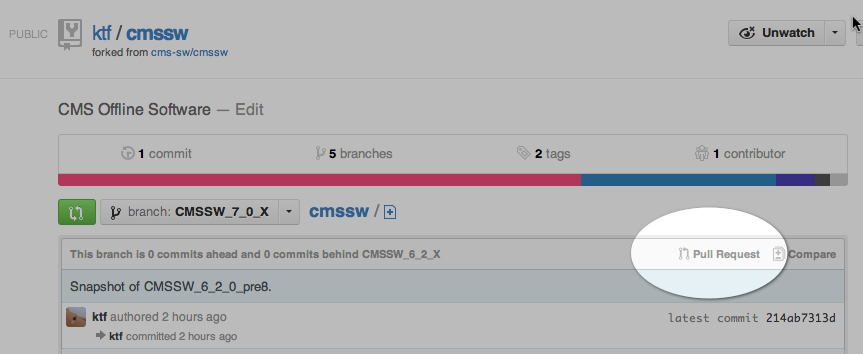 PUBLIC ktf / cmssw
forked from cms-sw/cmssw
Unwatch
CMS Offline Software — Edit
1 commit 5 branches 2 tags 1 contributor
branch: CMSSW_7_0_X cmssw /
This branch is 0 commits ahead and 0 commits behind CMSSW_6_2_X Pull Request Compare
Snapshot of CMSSW_6_2_0_pre8.
ktf authored 2 hours ago latest commit 214ab7313d
ktf committed 2 hours ago